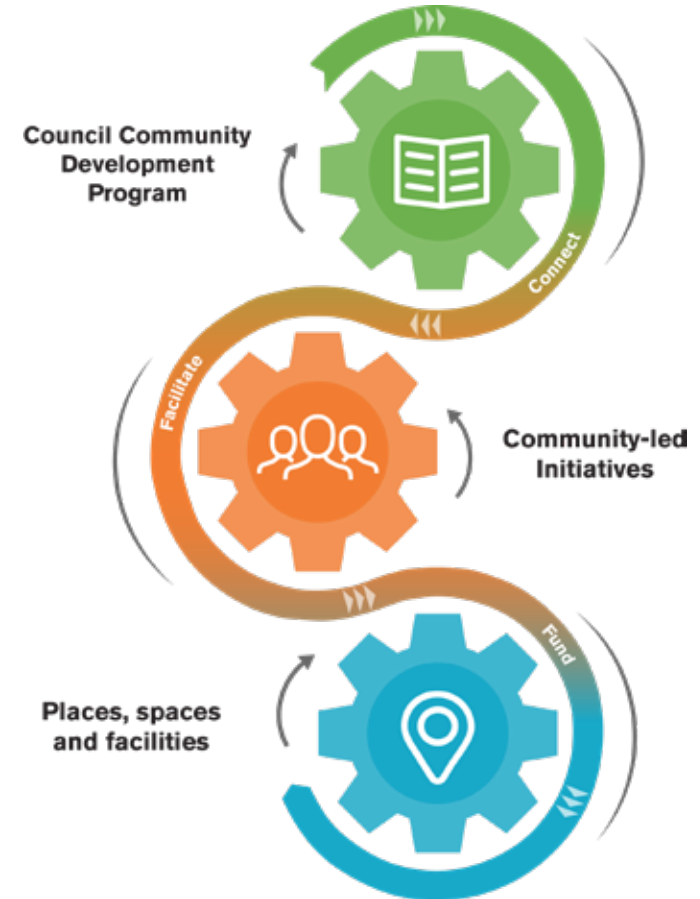 Council Community
Development
Program
Connect
Facilitate
Community-led
Initiatives
Fund
Places, spaces
and facilities